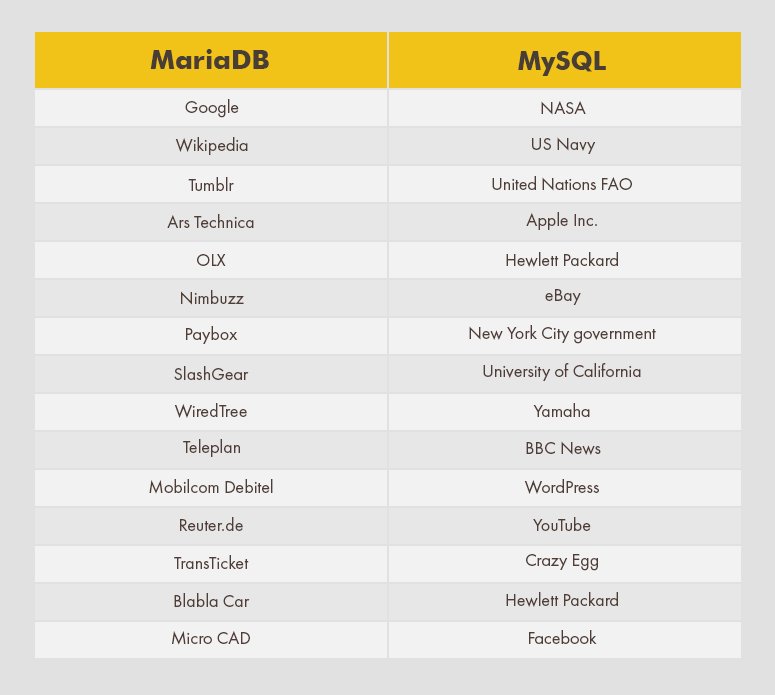 MariaDB MySQL
Google NASA
Wikipedia US Navy
Tumblr United Nations FAO
Ars Technica Apple Inc.
OLX Hewlett Packard
Nimbuzz eBay
Paybox New York City government
SlashGear University of California
WiredTree Yamaha
Teleplan BBC News
Mobilcom Debitel WordPress
Reuter.de YouTube
TransTicket Crazy Egg
Blabla Car Hewlett Packard
Micro CAD Facebook